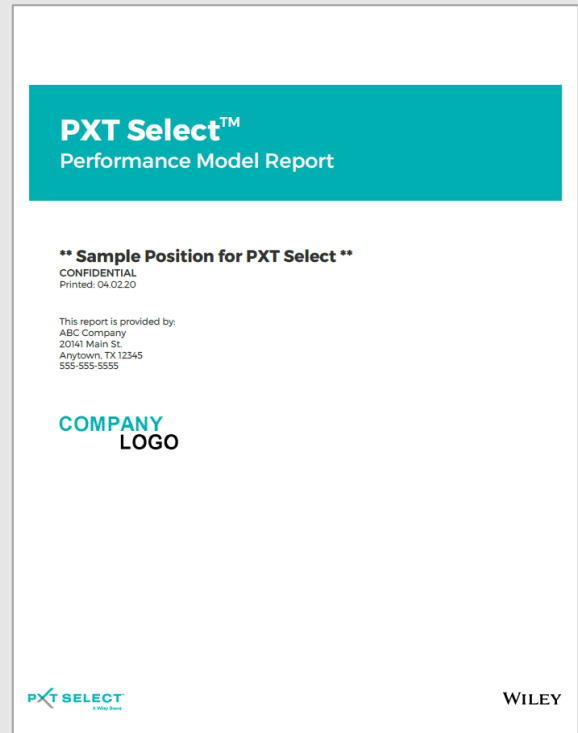 PXT Select™
Performance Model Report
** Sample Position for PXT Select **
CONFIDENTIAL
Printed: 04.02.20
This report is provided by:
ABC Company
20141 Main St.
Anytown, TX 12345
555-555-5555
COMPANY
LOGO
PXT SELECT
A Wiley Brand
WILEY